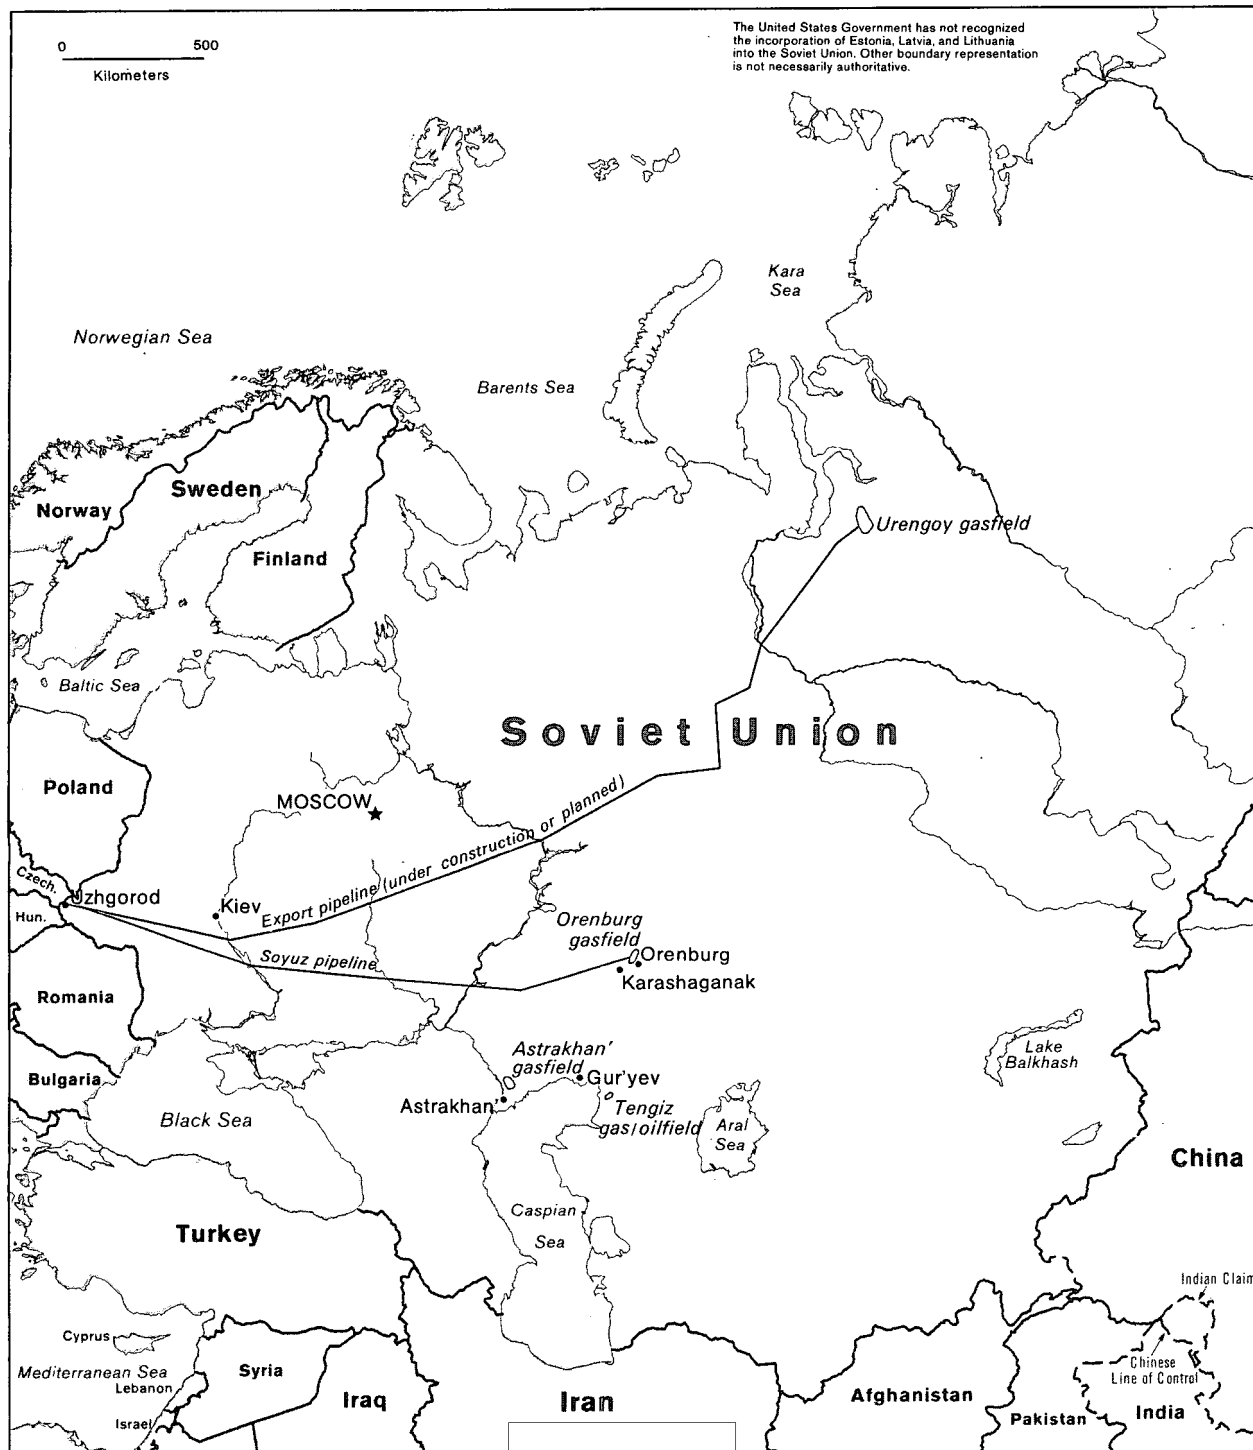 The United States Government has not recognized
the incorporation of Estonia, Latvia, and Lithuania
into the Soviet Union. Other boundary representation
is not necessarily authoritative.
0 500
Kilometers
Kara
Sea
Norwegian Sea
Barents Sea
Sweden
Norway
Urengoy gasfield
Finland
Baltic Sea
Soviet Union
Poland
MOSCOW
Export pipeline (under construction or planned)
Czech.
Uzhgorod
Kiev
Hun.
Orenburg
gasfield
Soyuz pipeline
Orenburg
Karashaganak
Romania
Astrakhan'
gasfield
Lake
Balkhash
Bulgaria
Gur'yev
Astrakhan'
Tengiz
gas/oilfield
Black Sea
Aral
Sea
China
Caspian
Sea
Turkey
Indian Claim
Cyprus
Mediterranean Sea
Syria
Lebanon
Chinese
Line of Control
Iraq
Iran
Afghanistan
Israel
Pakistan
India